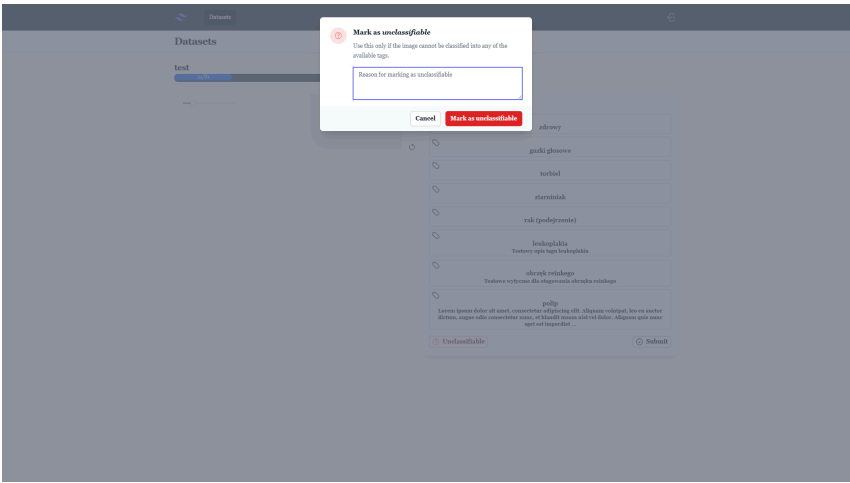 Datasets
Datasets
test
Mark as unclassifiable
Use this only if the image cannot be classified into any of the
available tags.
Reason for marking as unclassifiable
Cancel
Mark as unclassifiable
zdrowy
guzki głosowe
torbiel
ziarniniak
rak (podejrzenie)
leukoplakia
Testowy opis tagu leukoplakia
obrzęk reinkego
Testowe wytyczne dla otagowania obrzęku reinkego
polip
Lorem ipsum dolor sit amet, consectetur adipiscing elit. Aliquam volutpat, leo eu auctor
dictum, augue odio consectetur nunc, et blandit massa nisl vel dolor. Aliquam quis nunc
eget est imperdiet ...
Unclassifiable
Submit